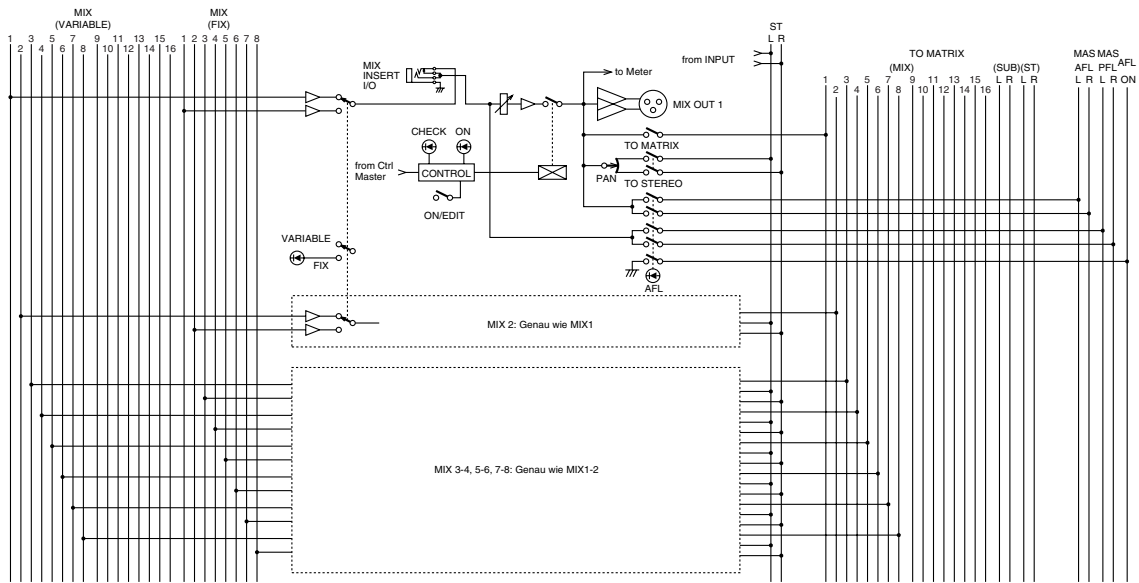 MIX
(VARIABLE)
1 2 3 4 5 6 7 8 9 10 11 12 13 14 15 16
MIX
(FIX)
1 2 3 4 5 6 7 8
MIX
INSERT
I/O
ST
L R
from INPUT
to Meter
MIX OUT 1
TO MATRIX
(MIX)
1 2 3 4 5 6 7 8 9 10 11 12 13 14 15 16
(SUB)(ST)
L R L R
MAS MAS
AFL PFL AFL
L R L R ON
CHECK ON
from Ctrl
Master
CONTROL
ON/EDIT
TO MATRIX
PAN
TO STEREO
VARIABLE
FIX
AFL
MIX 2: Genau wie MIX1
MIX 3-4, 5-6, 7-8: Genau wie MIX1-2